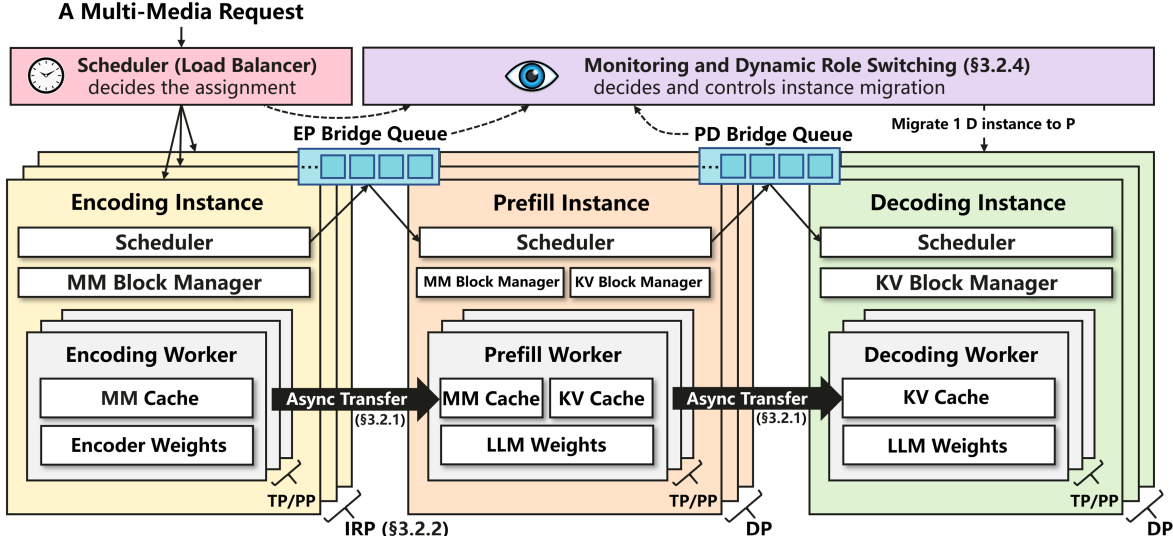 A Multi-Media Request
Scheduler (Load Balancer)
decides the assignment
Monitoring and Dynamic Role Switching (§3.2.4)
decides and controls instance migration
EP Bridge Queue
PD Bridge Queue
Migrate 1 D instance to P
...
...
Encoding Instance
Scheduler
MM Block Manager
Encoding Worker
MM Cache
Encoder Weights
TP/PP
IRP (§3.2.2)
Async Transfer
(§3.2.1)
Prefill Instance
Scheduler
MM Block Manager
KV Block Manager
Prefill Worker
MM Cache
KV Cache
LLM Weights
TP/PP
DP
Async Transfer
(§3.2.1)
Decoding Instance
Scheduler
KV Block Manager
Decoding Worker
KV Cache
LLM Weights
TP/PP
DP